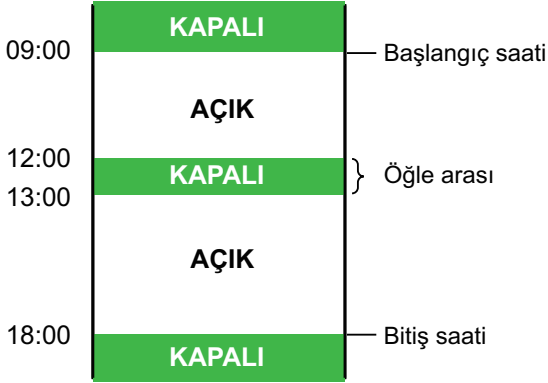 KAPALI
09:00 Başlangıç saati
AÇIK
12:00
KAPALI Öğle arası
13:00
AÇIK
18:00 Bitiş saati
KAPALI